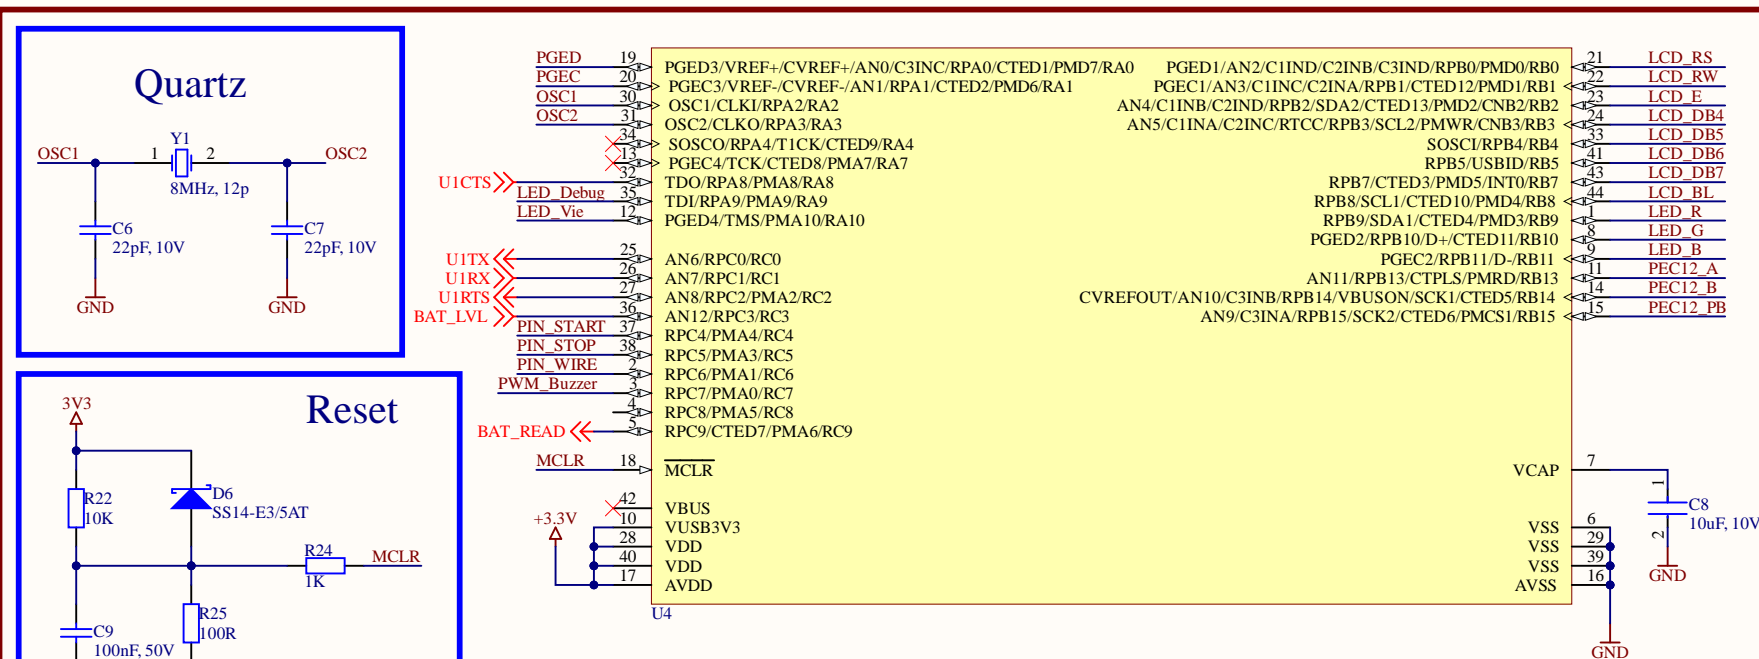 Quartz
OSC1
1
Y1
2
OSC2
8MHz, 12p
C6
22pF, 10V
C7
22pF, 10V
GND
GND
Reset
3V3
R22
10K
D6
SS14-E3/5AT
R24
1K
MCLR
R25
100R
C9
100nF, 50V
PGED 19 PGED3/VREF+/CVREF+/AN0/C3INC/RPA0/CTED1/PMD7/RA0
PGEC 20 PGEC3/VREF-/CVREF-/AN1/RPA1/CTED2/PMD6/RA1
OSC1 30 OSC1/CLKI/RPA2/RA2
OSC2 31 OSC2/CLKO/RPA3/RA3
34 SOSCO/RPA4/T1CK/CTED9/RA4
13 PGEC4/TCK/CTED8/PMA7/RA7
U1CTS 32 TDO/RPA8/PMA8/RA8
LED_Debug 35 TDI/RPA9/PMA9/RA9
LED_Vie 12 PGED4/TMS/PMA10/RA10
U1TX 25 AN6/RPC0/RC0
U1RX 26 AN7/RPC1/RC1
U1RTS 27 AN8/RPC2/PMA2/RC2
BAT_LVL 36 AN12/RPC3/RC3
PIN_START 37 RPC4/PMA4/RC4
PIN_STOP 38 RPC5/PMA3/RC5
PIN_WIRE 2 RPC6/PMA1/RC6
PWM_Buzzer 3 RPC7/PMA0/RC7
4 RPC8/PMA5/RC8
BAT_READ 5 RPC9/CTED7/PMA6/RC9
MCLR 18 MCLR
42 VBUS
+3.3V 10 VUSB3V3
28 VDD
40 VDD
17 AVDD
U4
PGED1/AN2/C1IND/C2INB/C3IND/RPB0/PMD0/RB0 21 LCD_RS
PGEC1/AN3/C1INC/C2INA/RPB1/CTED12/PMD1/RB1 22 LCD_RW
AN4/C1INB/C2IND/RPB2/SDA2/CTED13/PMD2/CNB2/RB2 23 LCD_E
AN5/C1INA/C2INC/RTCC/RPB3/SCL2/PMWR/CNB3/RB3 24 LCD_DB4
SOSCI/RPB4/RB4 33 LCD_DB5
RPB5/USBID/RB5 41 LCD_DB6
RPB7/CTED3/PMD5/INT0/RB7 43 LCD_DB7
RPB8/SCL1/CTED10/PMD4/RB8 44 LCD_BL
RPB9/SDA1/CTED4/PMD3/RB9 1 LED_R
PGED2/RPB10/D+/CTED11/RB10 8 LED_G
PGEC2/RPB11/D-/RB11 9 LED_B
AN11/RPB13/CTPLS/PMRD/RB13 11 PEC12_A
CVREFOUT/AN10/C3INB/RPB14/VBUSON/SCK1/CTED5/RB14 14 PEC12_B
AN9/C3INA/RPB15/SCK2/CTED6/PMCS1/RB15 15 PEC12_PB
VCAP 7
1
C8
10uF, 10V
2
GND
VSS 6
VSS 29
VSS 39
AVSS 16
GND